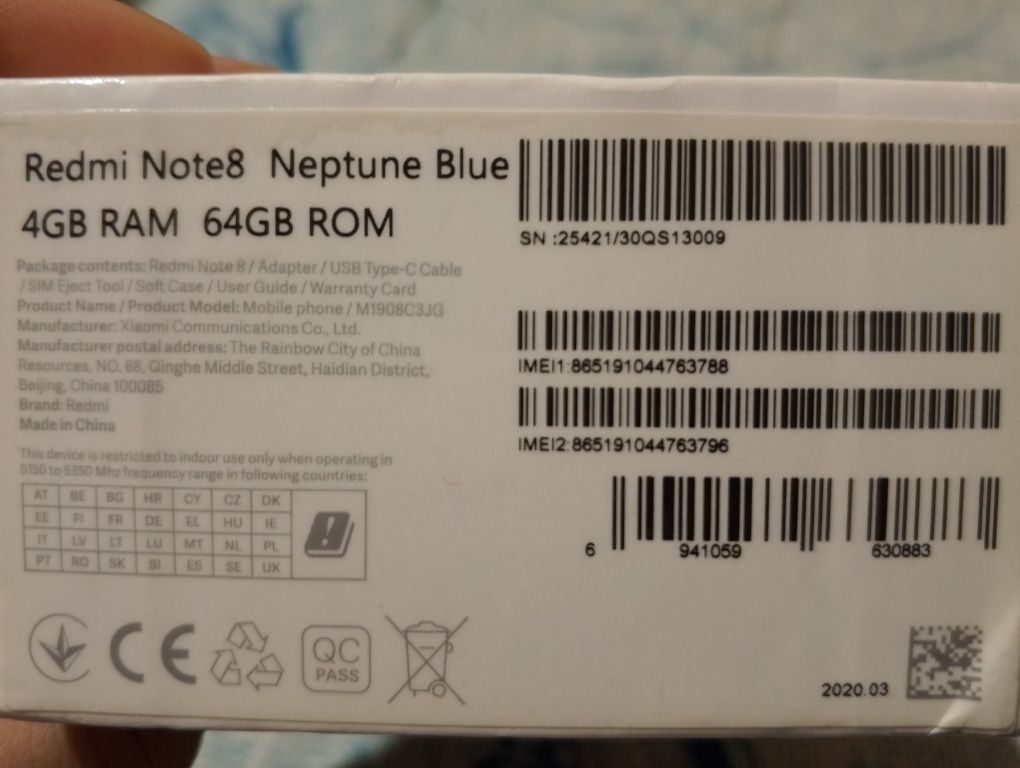 Redmi Note8 Neptune Blue
4GB RAM 64GB ROM
Package contents: Redmi Note 8 / Adapter / USB Type-C Cable
/ SIM Eject Tool / Soft Case / User Guide / Warranty Card
Product Name / Product Model: Mobile phone / M1908C3JG
Manufacturer: Xiaomi Communications Co., Ltd.
Manufacturer postal address: The Rainbow City of China
Resources, NO. 68, Qinghe Middle Street, Haidian District,
Beijing, China 100085
Brand: Redmi
Made in China
This device is restricted to indoor use only when operating in
5150 to 5350 Mhz frequency range in following countries:
AT BE BG HR CY CZ DK
EE FI FR DE EL HU IE
IT LV LT LU MT NL PL
PT RO SK SI ES SE UK
CE
QC
PASS
SN :25421/30QS13009
IMEI1:865191044763788
IMEI2:865191044763796
6 941059 630883
2020.03